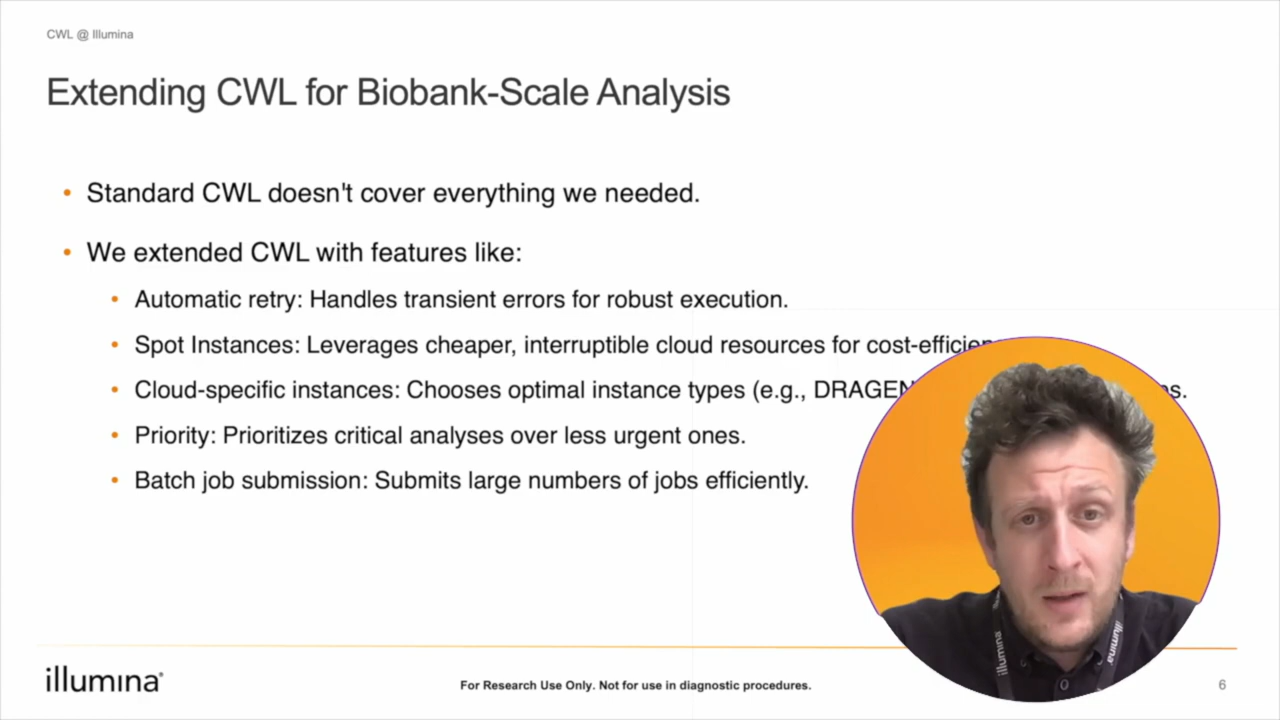 CWL @ Illumina
Extending CWL for Biobank-Scale Analysis
• Standard CWL doesn't cover everything we needed.
• We extended CWL with features like:
• Automatic retry: Handles transient errors for robust execution.
• Spot Instances: Leverages cheaper, interruptible cloud resources for
• Cloud-specific instances: Chooses optimal instance types (e.g., DRAGEN
• Priority: Prioritizes critical analyses over less urgent ones.
• Batch job submission: Submits large numbers of jobs efficiently.
illumina
illumina
illumina®
For Research Use Only. Not for use in diagnostic procedures.
6